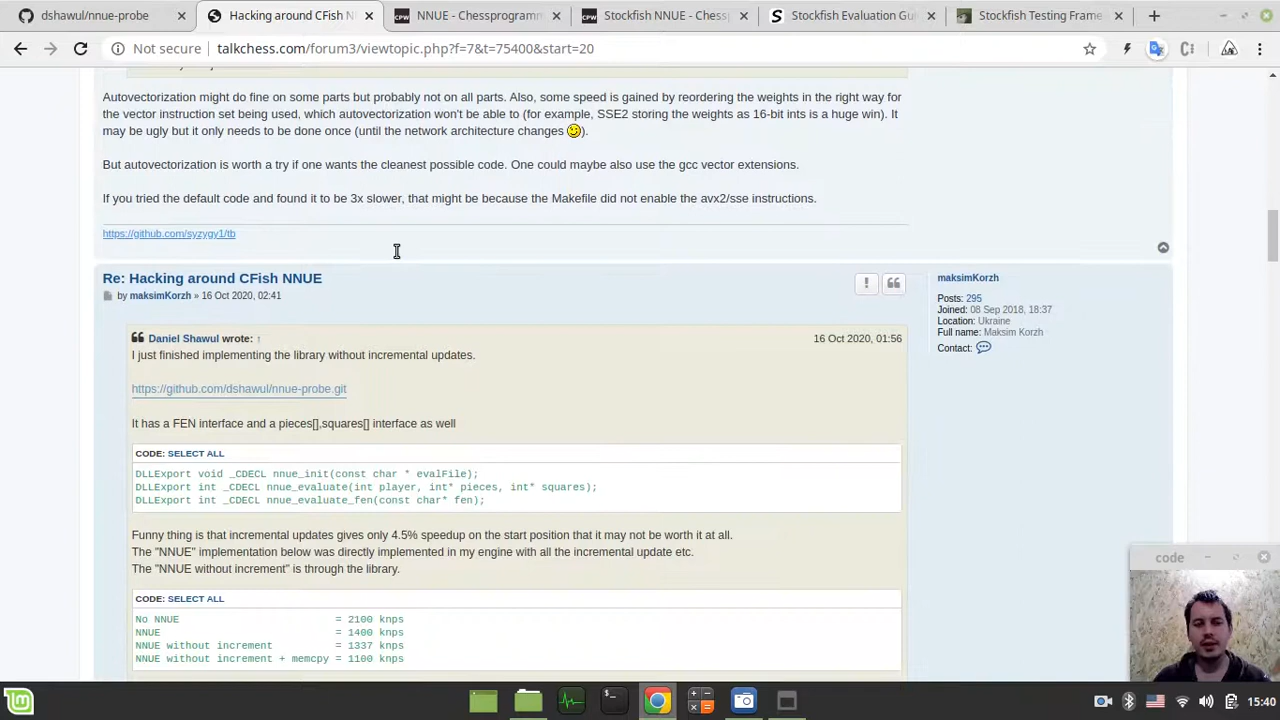 dshawul/nnue-probe
Hacking around CFish N
NNUE - Chessprogramm
Stockfish NNUE - Chessp
Stockfish Evaluation Gui
Stockfish Testing Frame
Not secure
talkchess.com/forum3/viewtopic.php?f=7&t=75400&start=20
Autovectorization might do fine on some parts but probably not on all parts. Also, some speed is gained by reordering the weights in the right way for
the vector instruction set being used, which autovectorization won't be able to (for example, SSE2 storing the weights as 16-bit ints is a huge win). It
may be ugly but it only needs to be done once (until the network architecture changes ).
But autovectorization is worth a try if one wants the cleanest possible code. One could maybe also use the gcc vector extensions.
If you tried the default code and found it to be 3x slower, that might be because the Makefile did not enable the avx2/sse instructions.
https://github.com/syzygy1/tb
Re: Hacking around CFish NNUE
by maksimKorzh » 16 Oct 2020, 02:41
maksimKorzh
Posts: 295
Joined: 08 Sep 2018, 18:37
Location: Ukraine
Full name: Maksim Korzh
Contact:
Daniel Shawul wrote: ↑
16 Oct 2020, 01:56
I just finished implementing the library without incremental updates.
https://github.com/dshawul/nnue-probe.git
It has a FEN interface and a pieces[],squares[] interface as well
CODE: SELECT ALL
DLLExport void _CDECL nnue_init(const char * evalFile);
DLLExport int _CDECL nnue_evaluate(int player, int* pieces, int* squares);
DLLExport int _CDECL nnue_evaluate_fen(const char* fen);
Funny thing is that incremental updates gives only 4.5% speedup on the start position that it may not be worth it at all.
The "NNUE" implementation below was directly implemented in my engine with all the incremental update etc.
The "NNUE without increment" is through the library.
CODE: SELECT ALL
No NNUE = 2100 knps
NNUE = 1400 knps
NNUE without increment = 1337 knps
NNUE without increment + memcpy = 1100 knps
code
15:40